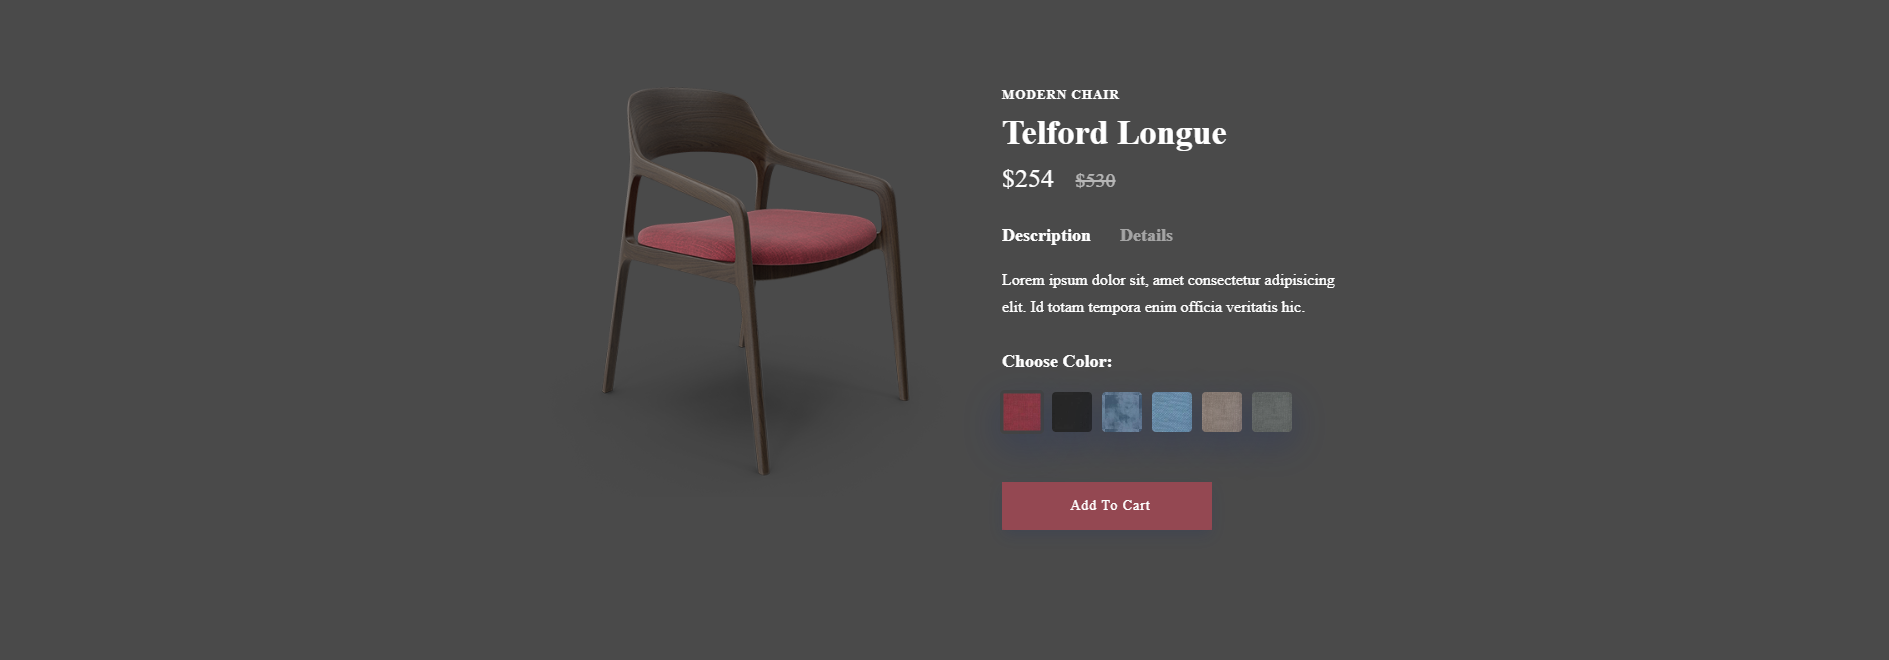 MODERN CHAIR
Telford Longue
$254 $530
Description Details
Lorem ipsum dolor sit, amet consectetur adipisicing
elit. Id totam tempora enim officia veritatis hic.
Choose Color:
Add To Cart